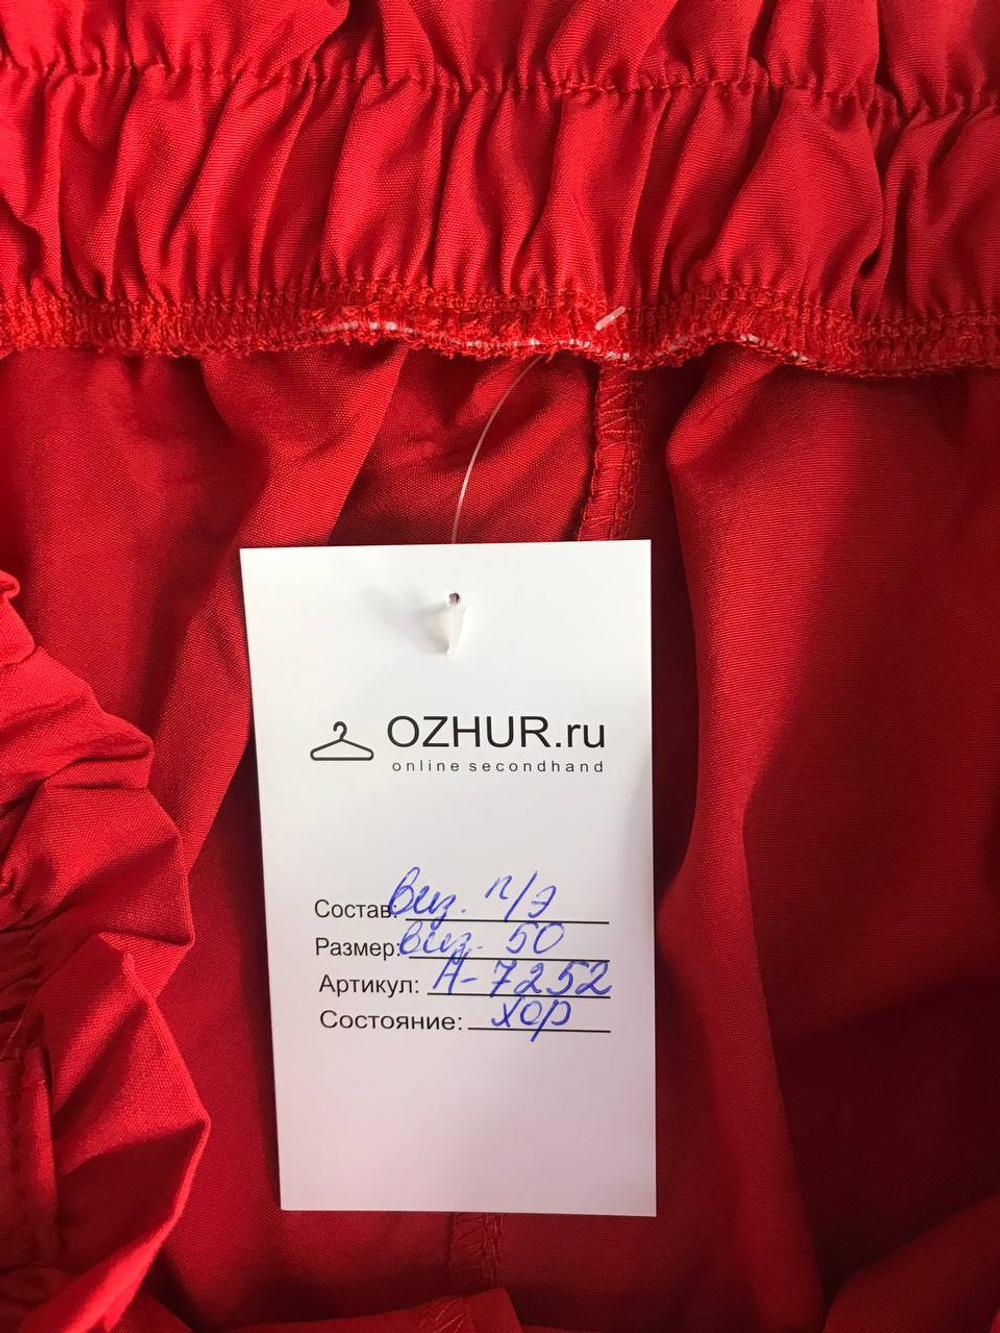 OZHUR.ru
online secondhand
Состав: виз. п/э
Размер: виз. 50
Артикул: А-7252
Состояние: хор